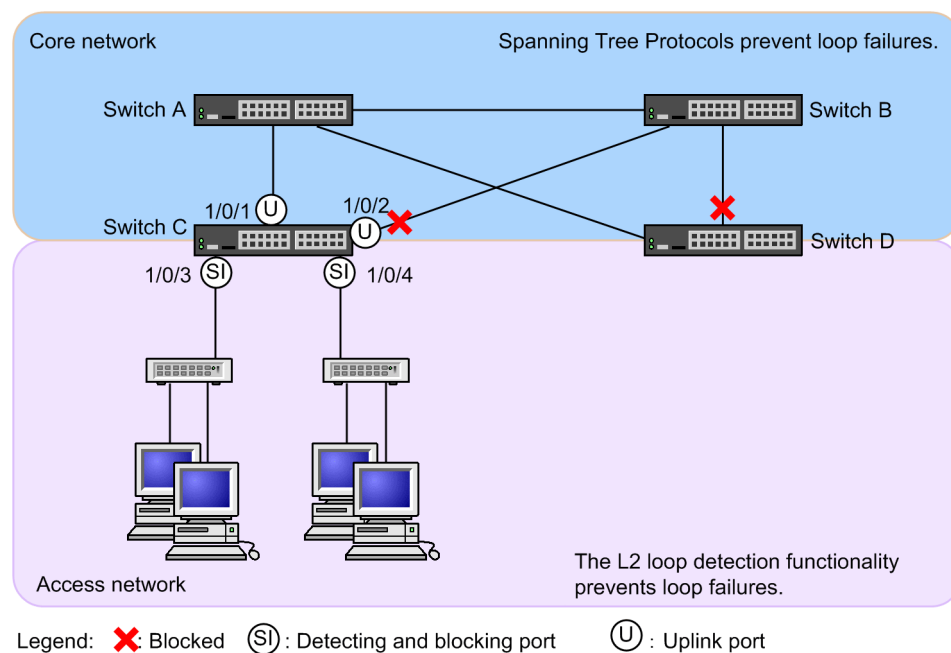 Core network
Spanning Tree Protocols prevent loop failures.
Switch A
Switch B
1/0/1
U
1/0/2
U
Switch C
Switch D
1/0/3
SI
SI
1/0/4
The L2 loop detection functionality
prevents loop failures.
Access network
Legend: : Blocked SI : Detecting and blocking port U : Uplink port